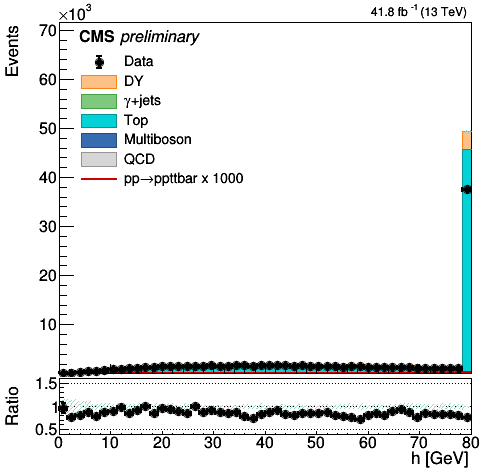 ×10³
41.8 fb⁻¹ (13 TeV)
Events
70
60
50
40
30
20
10
0
CMS preliminary
Data
DY
γ+jets
Top
Multiboson
QCD
pp→ppttbar x 1000
Ratio
1.5
1
0.5
0 10 20 30 40 50 60 70 80
h [GeV]